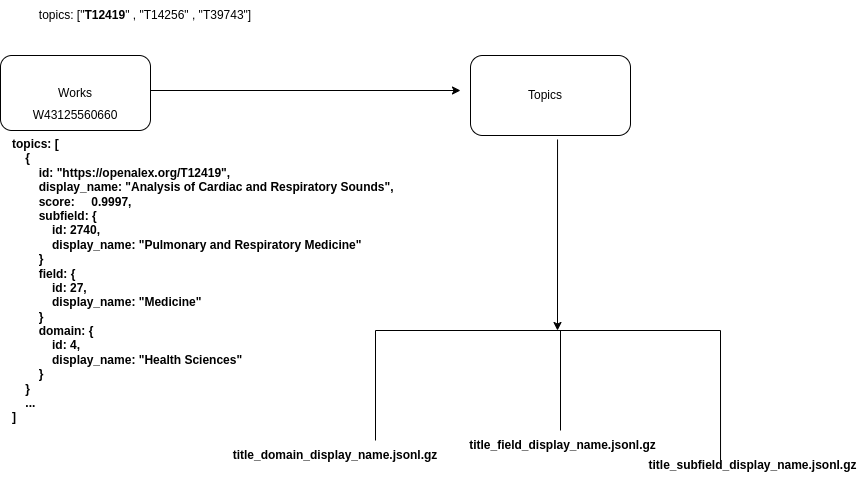 topics: ["T12419" , "T14256" , "T39743"]
Works
W43125560660
Topics
topics: [
{
id: "https://openalex.org/T12419",
display_name: "Analysis of Cardiac and Respiratory Sounds",
score: 0.9997,
subfield: {
id: 2740,
display_name: "Pulmonary and Respiratory Medicine"
}
field: {
id: 27,
display_name: "Medicine"
}
domain: {
id: 4,
display_name: "Health Sciences"
}
}
...
]
title_domain_display_name.jsonl.gz
title_field_display_name.jsonl.gz
title_subfield_display_name.jsonl.gz